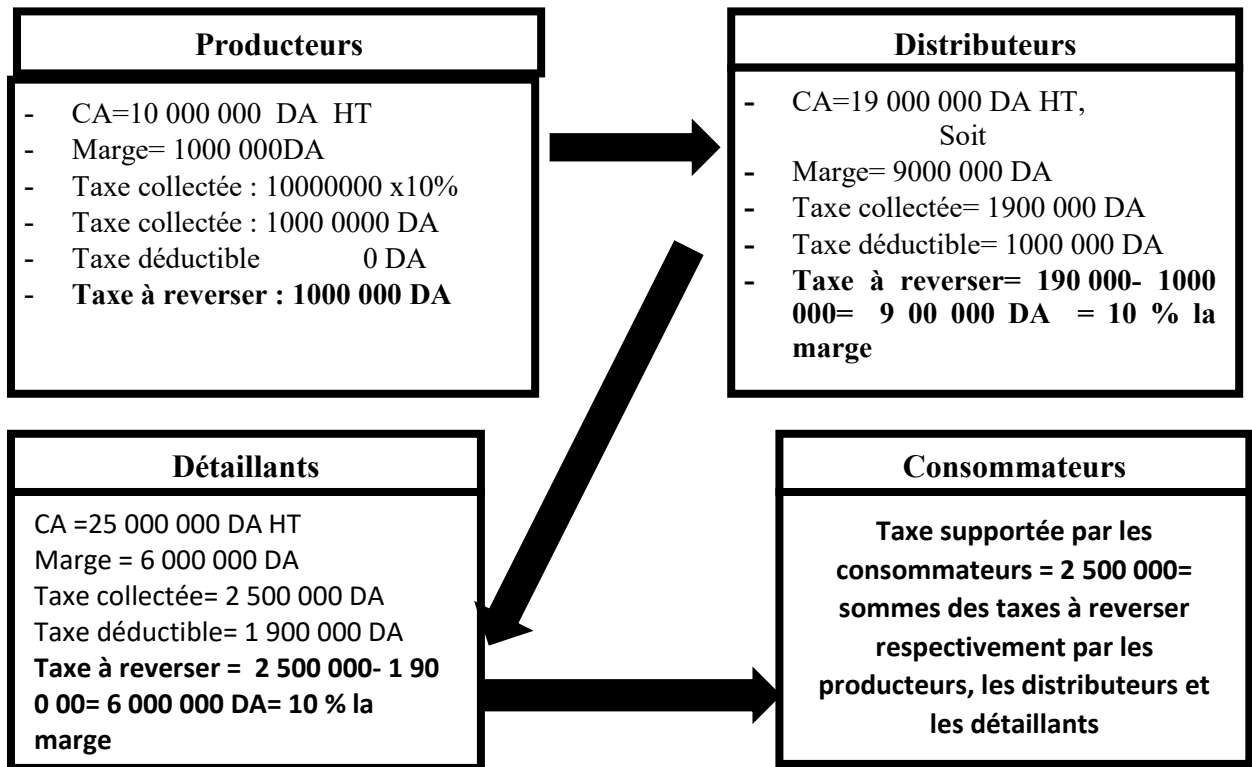 Producteurs
- CA=10 000 000 DA HT
- Marge= 1000 000DA
- Taxe collectée : 10000000 x10%
- Taxe collectée : 1000 0000 DA
- Taxe déductible 0 DA
- Taxe à reverser : 1000 000 DA
Distributeurs
- CA=19 000 000 DA HT,
Soit
- Marge= 9000 000 DA
- Taxe collectée= 1900 000 DA
- Taxe déductible= 1000 000 DA
- Taxe à reverser= 190 000- 1000
000= 9 00 000 DA = 10 % la
marge
Détaillants
CA =25 000 000 DA HT
Marge = 6 000 000 DA
Taxe collectée= 2 500 000 DA
Taxe déductible= 1 900 000 DA
Taxe à reverser = 2 500 000- 1 90
0 00= 6 000 000 DA= 10 % la
marge
Consommateurs
Taxe supportée par les
consommateurs = 2 500 000=
sommes des taxes à reverser
respectivement par les
producteurs, les distributeurs et
les détaillants